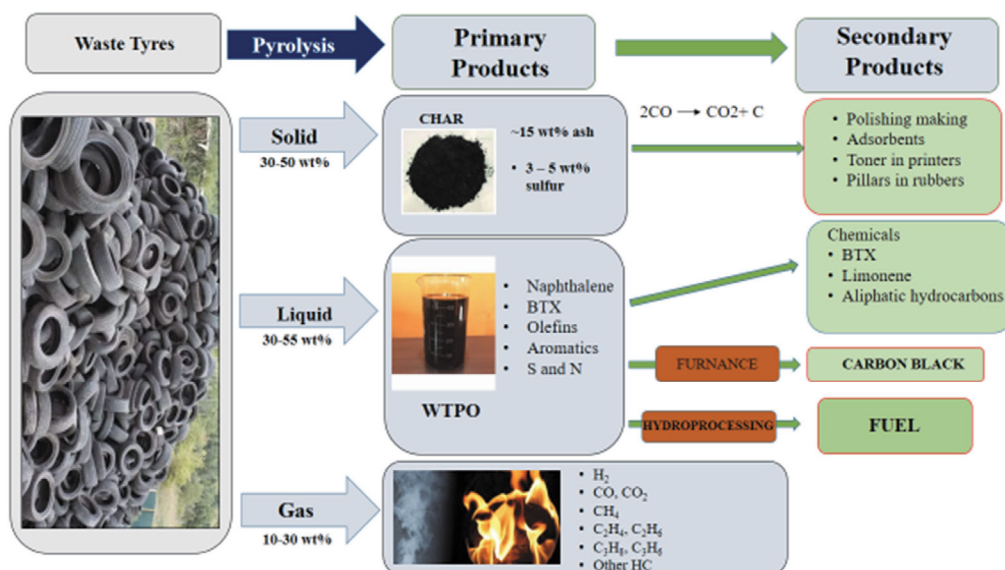 Waste Tyres
Pyrolysis
Primary
Products
Secondary
Products
Solid
30-50 wt%
CHAR
~15 wt% ash
• 3 – 5 wt%
sulfur
2CO → CO2+ C
• Polishing making
• Adsorbents
• Toner in printers
• Pillars in rubbers
Liquid
30-55 wt%
WTPO
• Naphthalene
• BTX
• Olefins
• Aromatics
• S and N
Chemicals
• BTX
• Limonene
• Aliphatic hydrocarbons
FURNANCE
CARBON BLACK
HYDROPROCESSING
FUEL
Gas
10-30 wt%
• H₂
• CO, CO₂
• CH₄
• C₂H₄, C₂H₆
• C₃H₈, C₃H₆
• Other HC